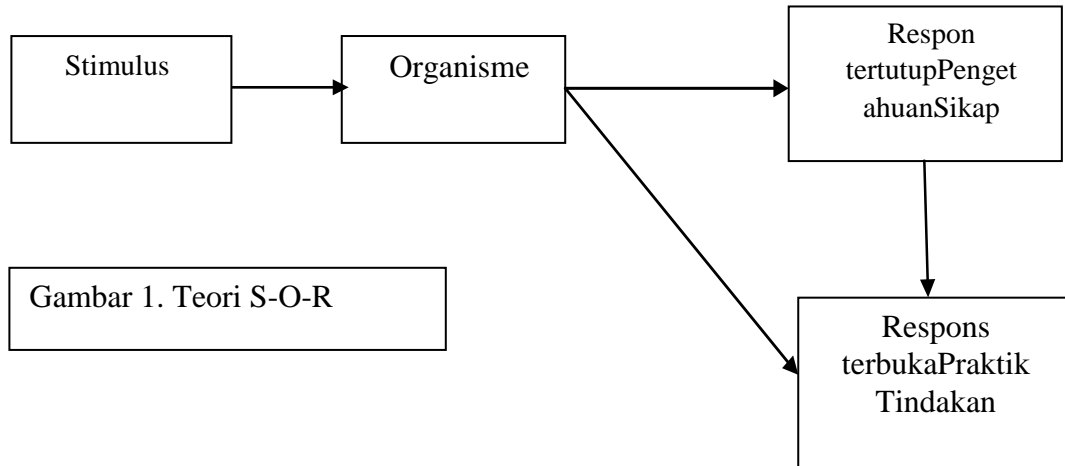 Stimulus
Organisme
Respon
tertutupPenget
ahuanSikap
Gambar 1. Teori S-O-R
Respons
terbukaPraktik
Tindakan